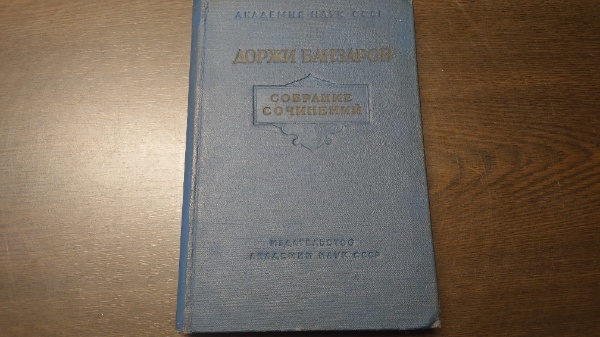 АКАДЕМИЯ НАУК СССР
ДОРЖИ БАНЗАРОВ
СОБРАНИЕ
СОЧИНЕНИЙ
ИЗДАТЕЛЬСТВО
АКАДЕМИИ НАУК СССР